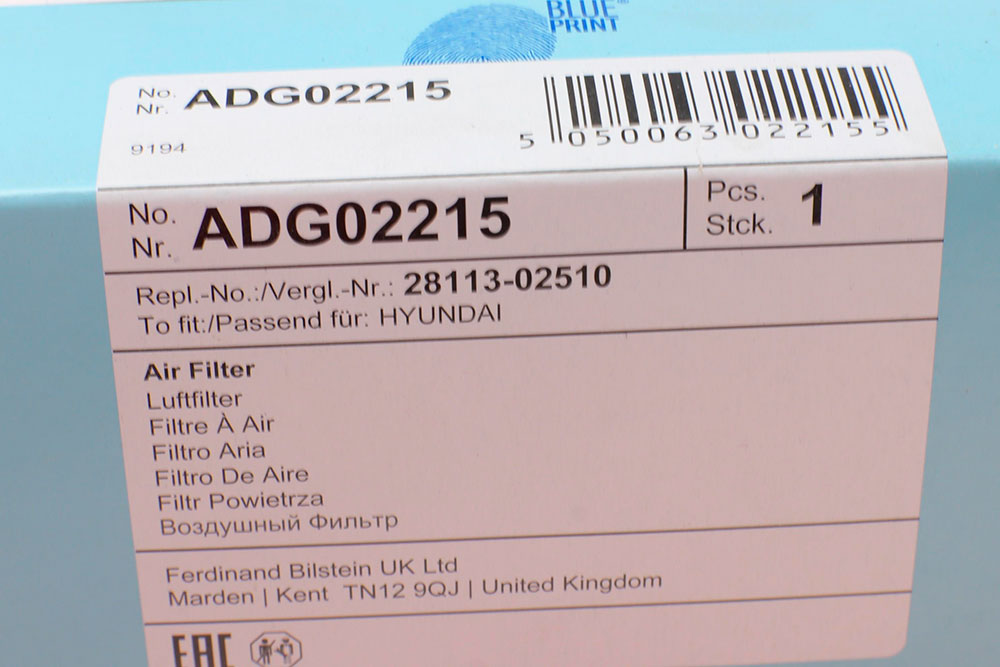 BLUE®
PRINT
No. ADG02215
Nr.
9194
5 050063 022155
No. ADG02215
Nr.
Pcs. 1
Stck.
Repl.-No.:/Vergl.-Nr.: 28113-02510
To fit:/Passend für: HYUNDAI
Air Filter
Luftfilter
Filtre À Air
Filtro Aria
Filtro De Aire
Filtr Powietrza
Воздушный Фильтр
Ferdinand Bilstein UK Ltd
Marden | Kent TN12 9QJ | United Kingdom
EAC